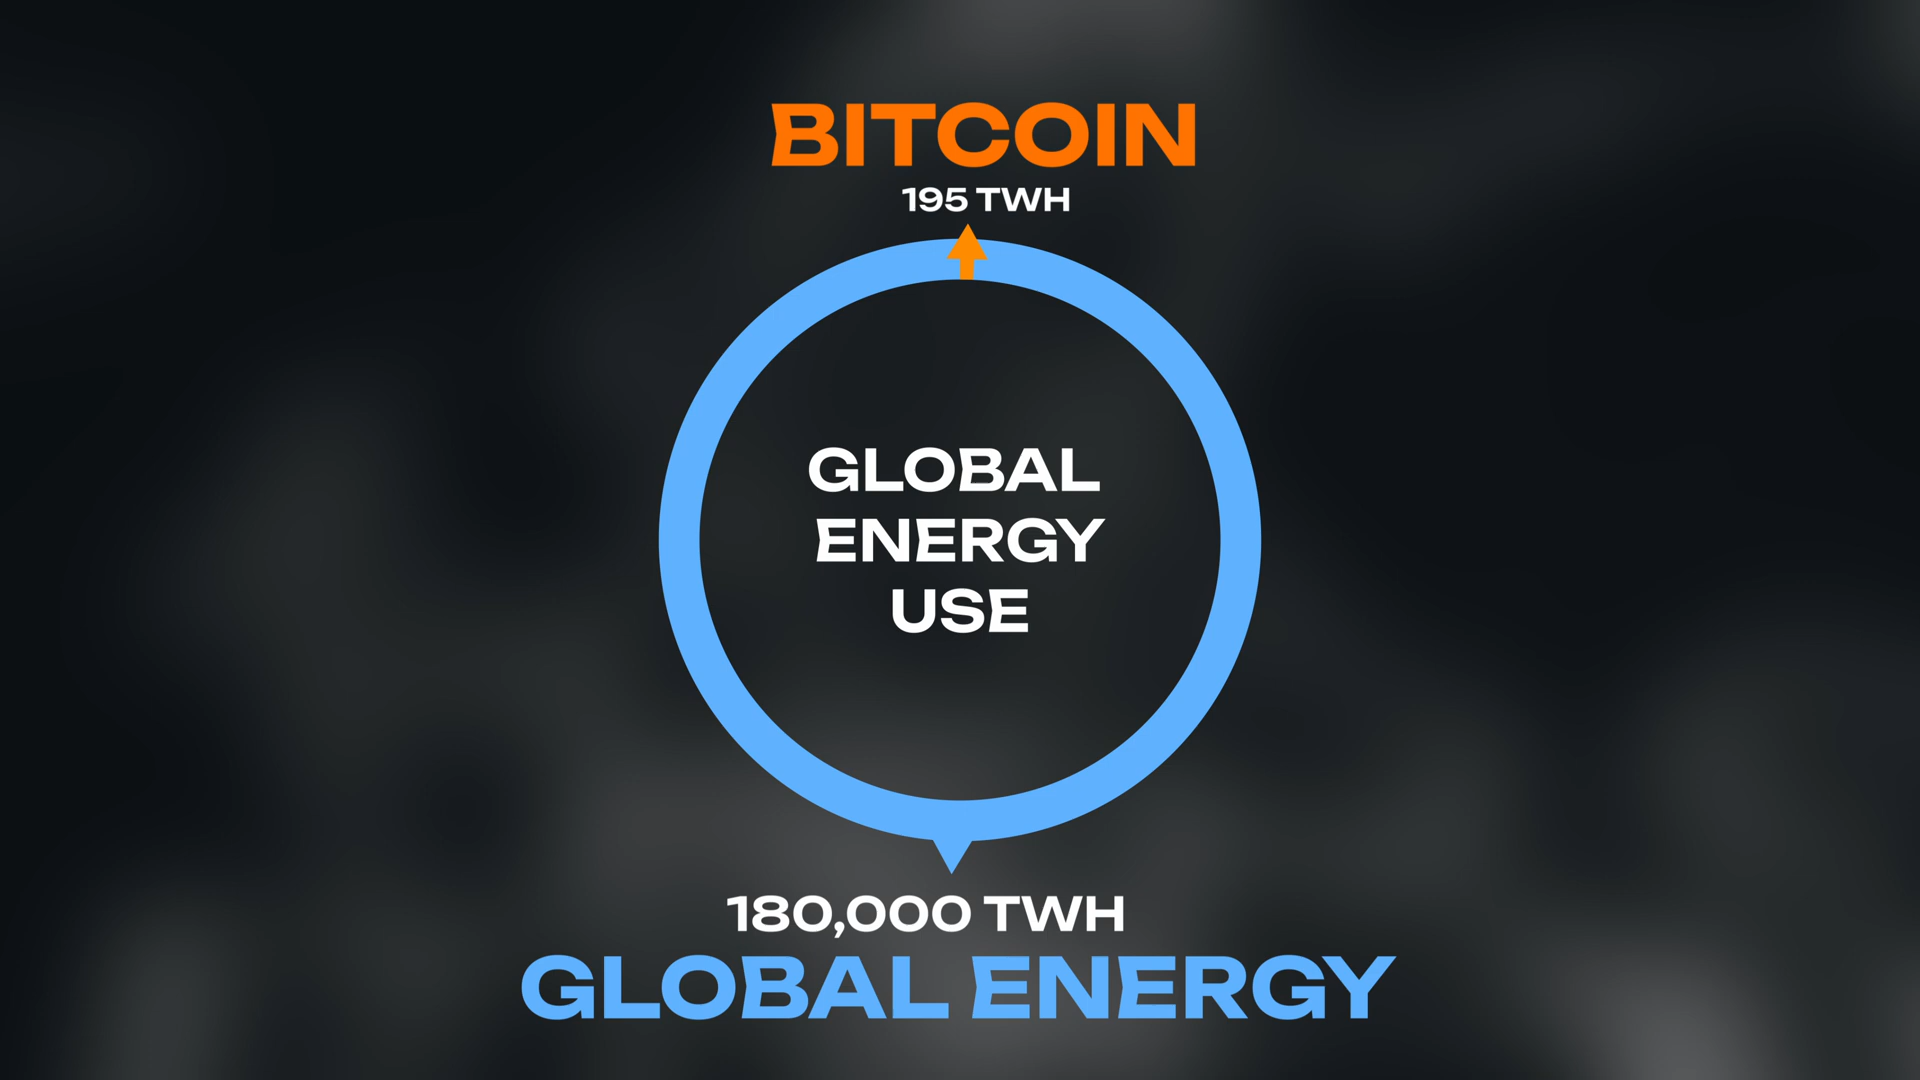 BITCOIN
195 TWH
GLOBAL
ENERGY
USE
180,000 TWH
GLOBAL ENERGY